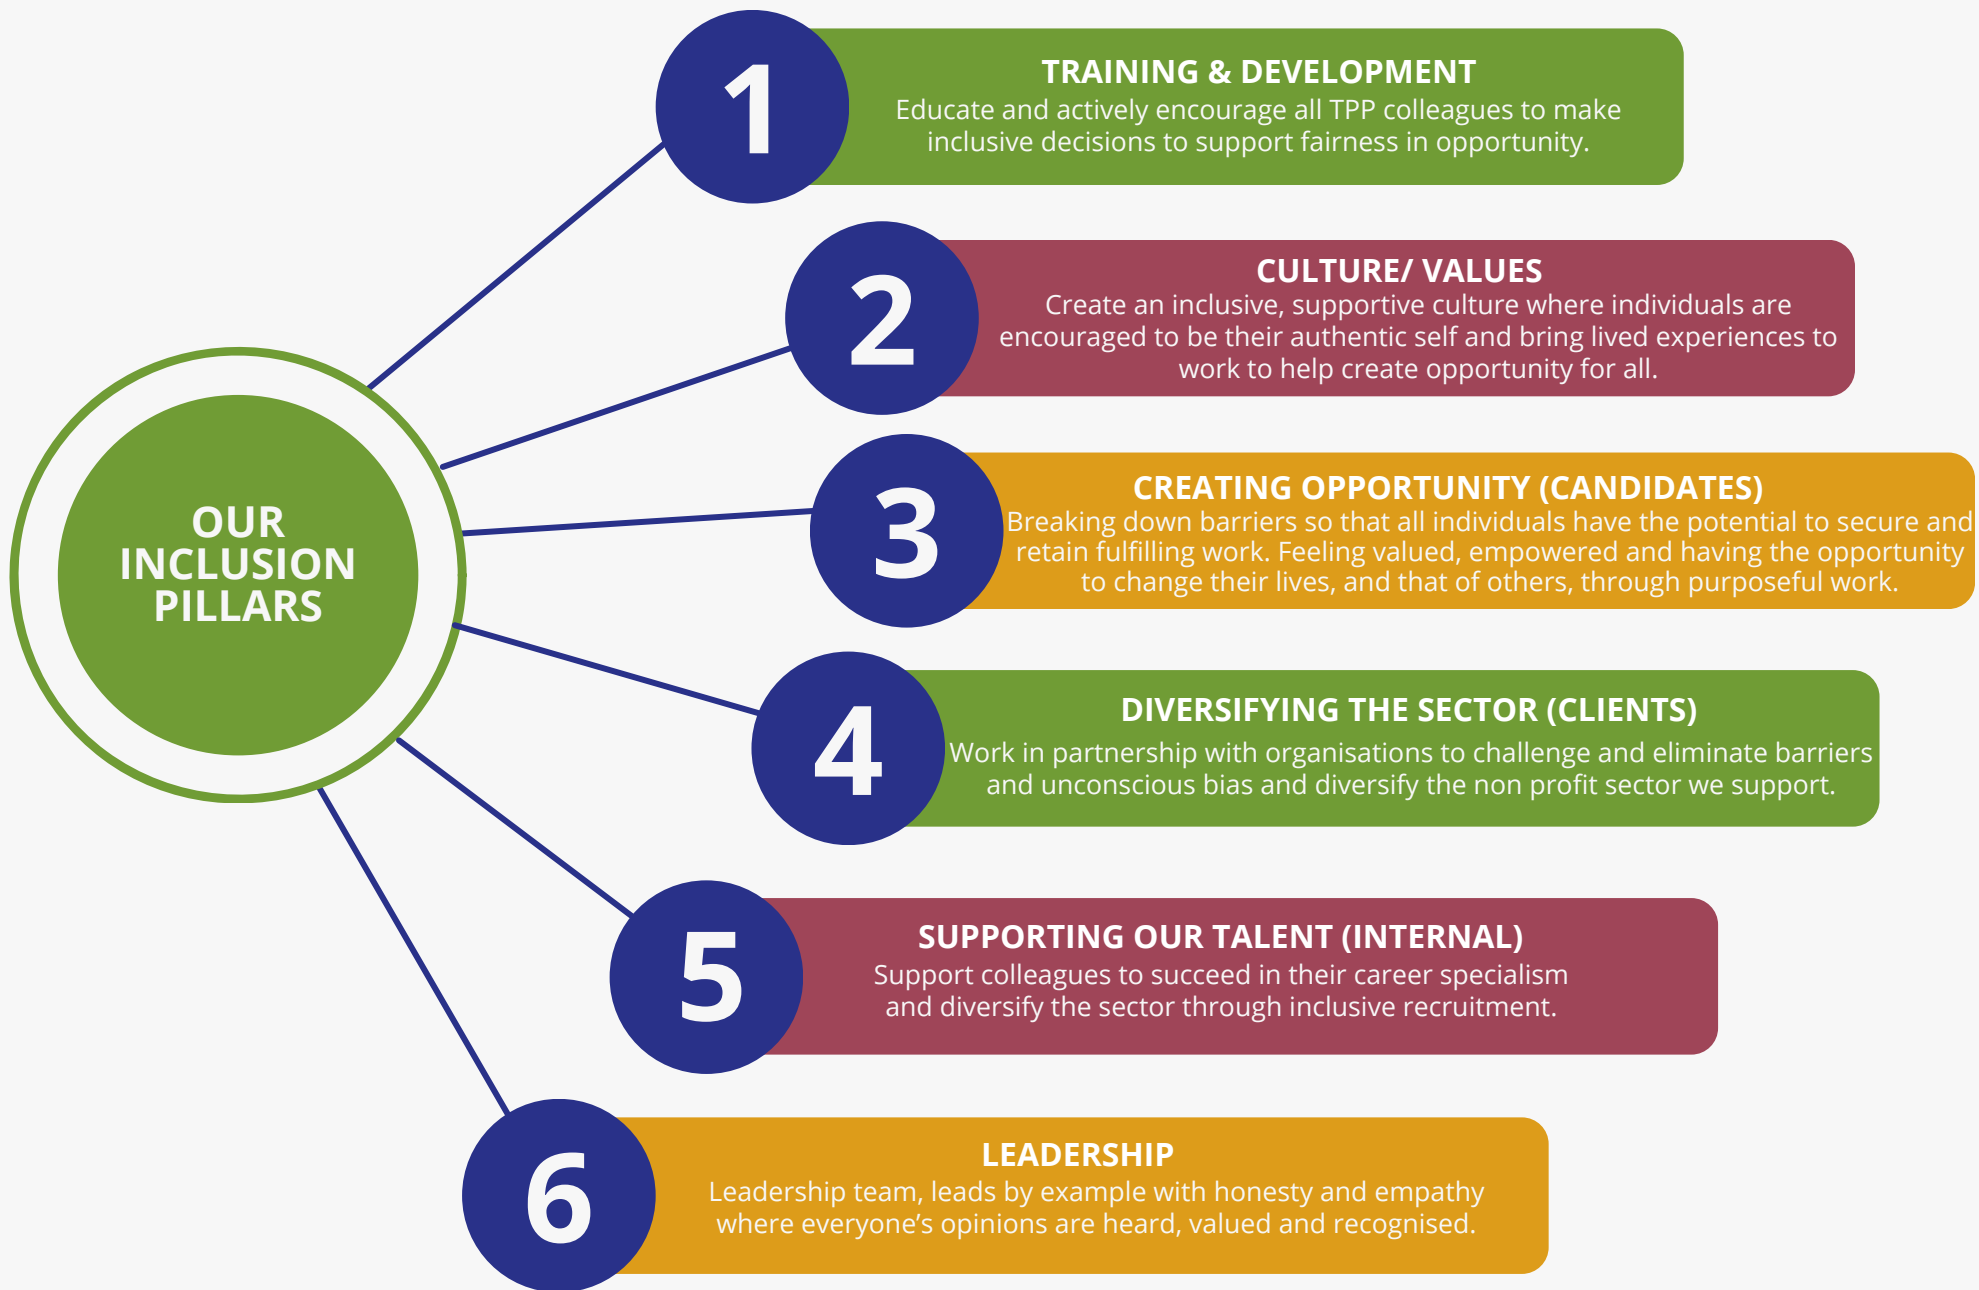 OUR
INCLUSION
PILLARS
1
TRAINING & DEVELOPMENT
Educate and actively encourage all TPP colleagues to make
inclusive decisions to support fairness in opportunity.
2
CULTURE/ VALUES
Create an inclusive, supportive culture where individuals are
encouraged to be their authentic self and bring lived experiences to
work to help create opportunity for all.
3
CREATING OPPORTUNITY (CANDIDATES)
Breaking down barriers so that all individuals have the potential to secure and
retain fulfilling work. Feeling valued, empowered and having the opportunity
to change their lives, and that of others, through purposeful work.
4
DIVERSIFYING THE SECTOR (CLIENTS)
Work in partnership with organisations to challenge and eliminate barriers
and unconscious bias and diversify the non profit sector we support.
5
SUPPORTING OUR TALENT (INTERNAL)
Support colleagues to succeed in their career specialism
and diversify the sector through inclusive recruitment.
6
LEADERSHIP
Leadership team, leads by example with honesty and empathy
where everyone’s opinions are heard, valued and recognised.